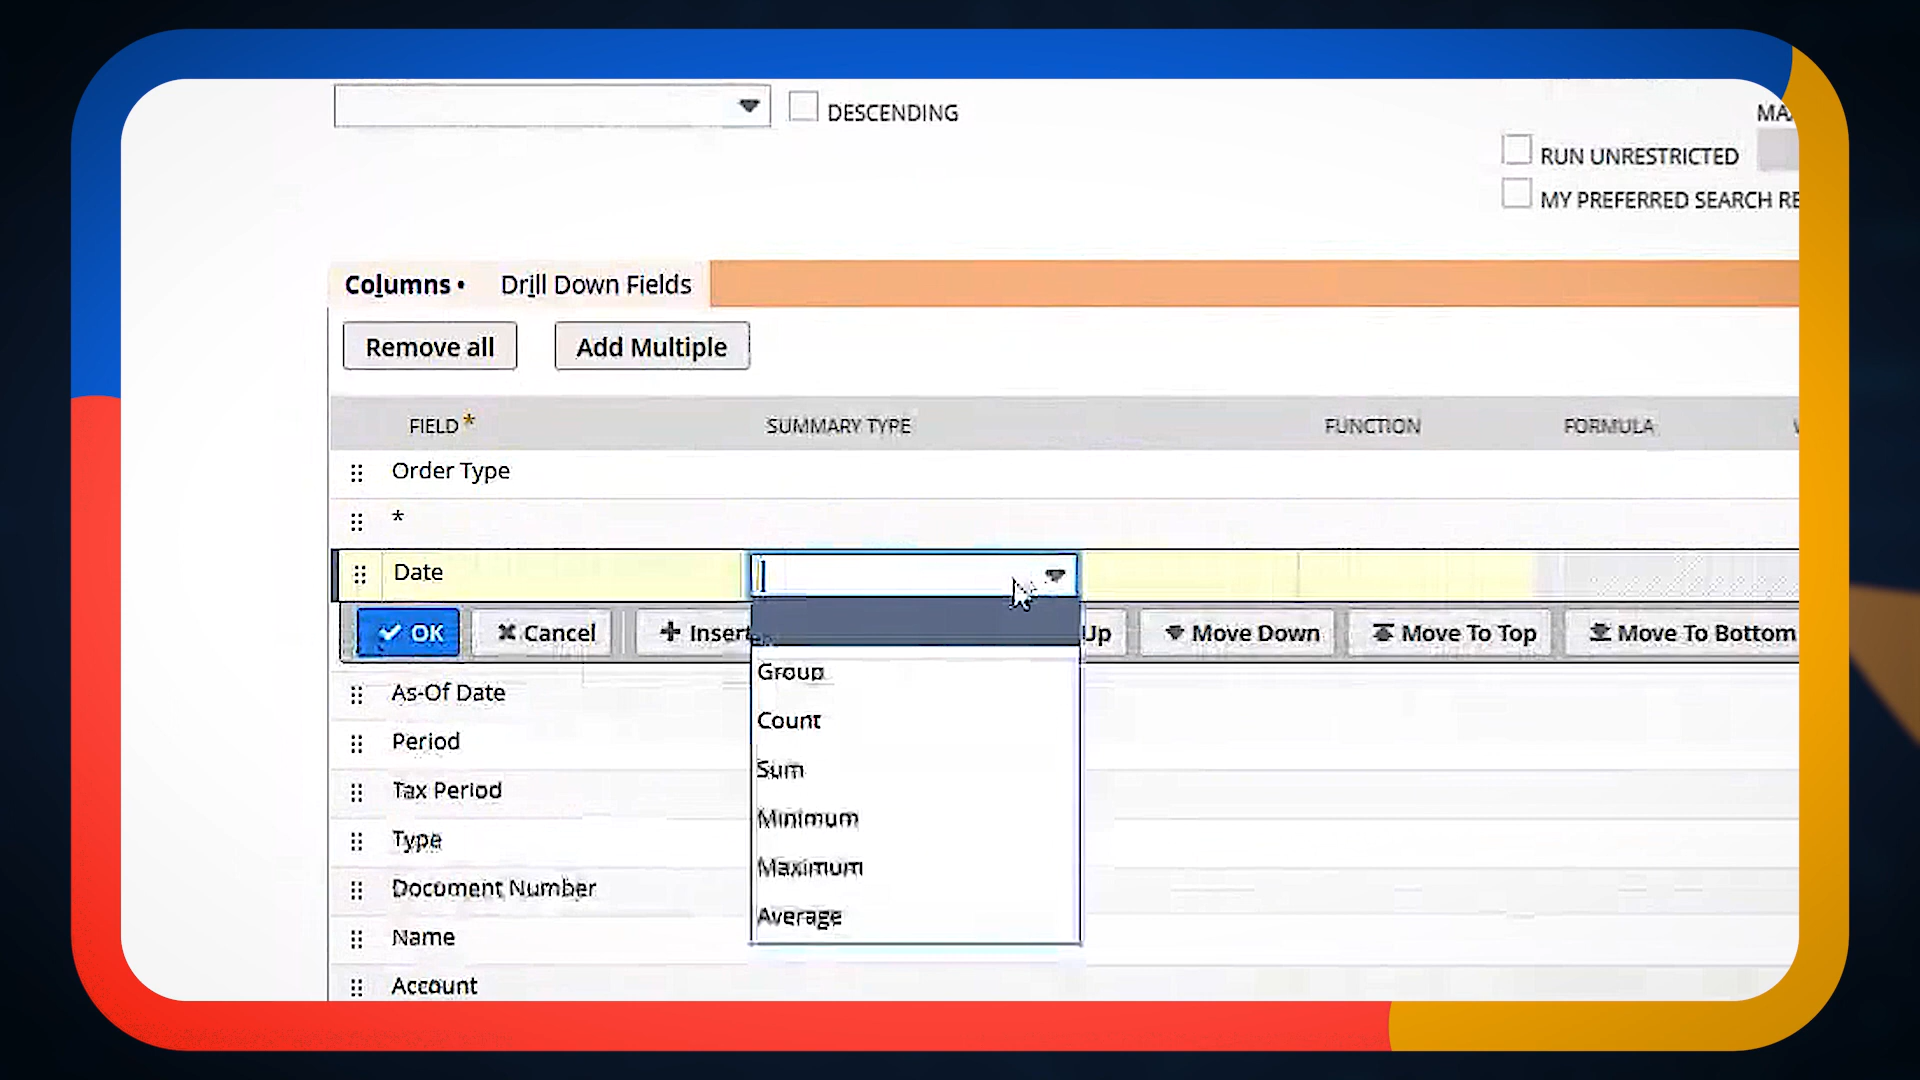 DESCENDING
MA
RUN UNRESTRICTED
MY PREFERRED SEARCH RE
Columns •
Drill Down Fields
Remove all
Add Multiple
FIELD *
SUMMARY TYPE
FUNCTION
FORMULA
Order Type
*
Date
OK
Cancel
Insert
Up
Move Down
Move To Top
Move To Bottom
Group
Count
Sum
Minimum
Maximum
Average
As-Of Date
Period
Tax Period
Type
Document Number
Name
Account